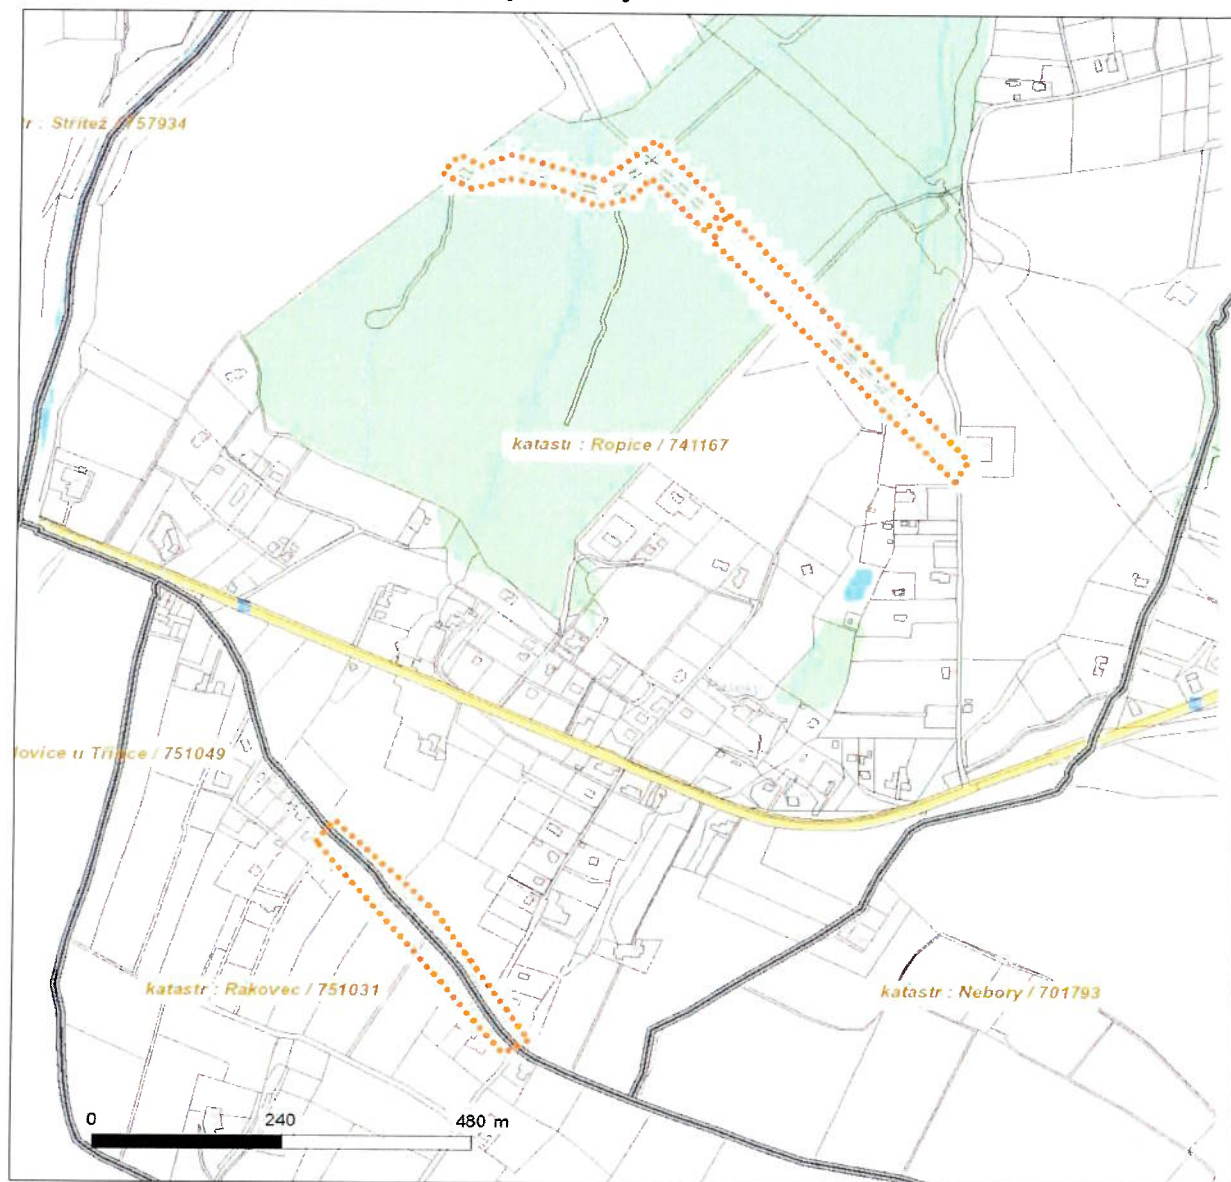 : Střítež / 757934
katastr : Ropice / 741167
lovice u Třince / 751049
katastr : Rakovec / 751031
katastr : Nebory / 701793
0 240 480 m